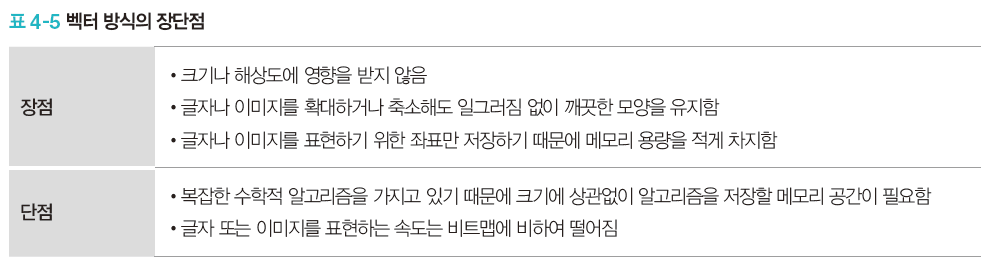 표 4-5 벡터 방식의 장단점
장점
• 크기나 해상도에 영향을 받지 않음
• 글자나 이미지를 확대하거나 축소해도 일그러짐 없이 깨끗한 모양을 유지함
• 글자나 이미지를 표현하기 위한 좌표만 저장하기 때문에 메모리 용량을 적게 차지함
단점
• 복잡한 수학적 알고리즘을 가지고 있기 때문에 크기에 상관없이 알고리즘을 저장할 메모리 공간이 필요함
• 글자 또는 이미지를 표현하는 속도는 비트맵에 비하여 떨어짐